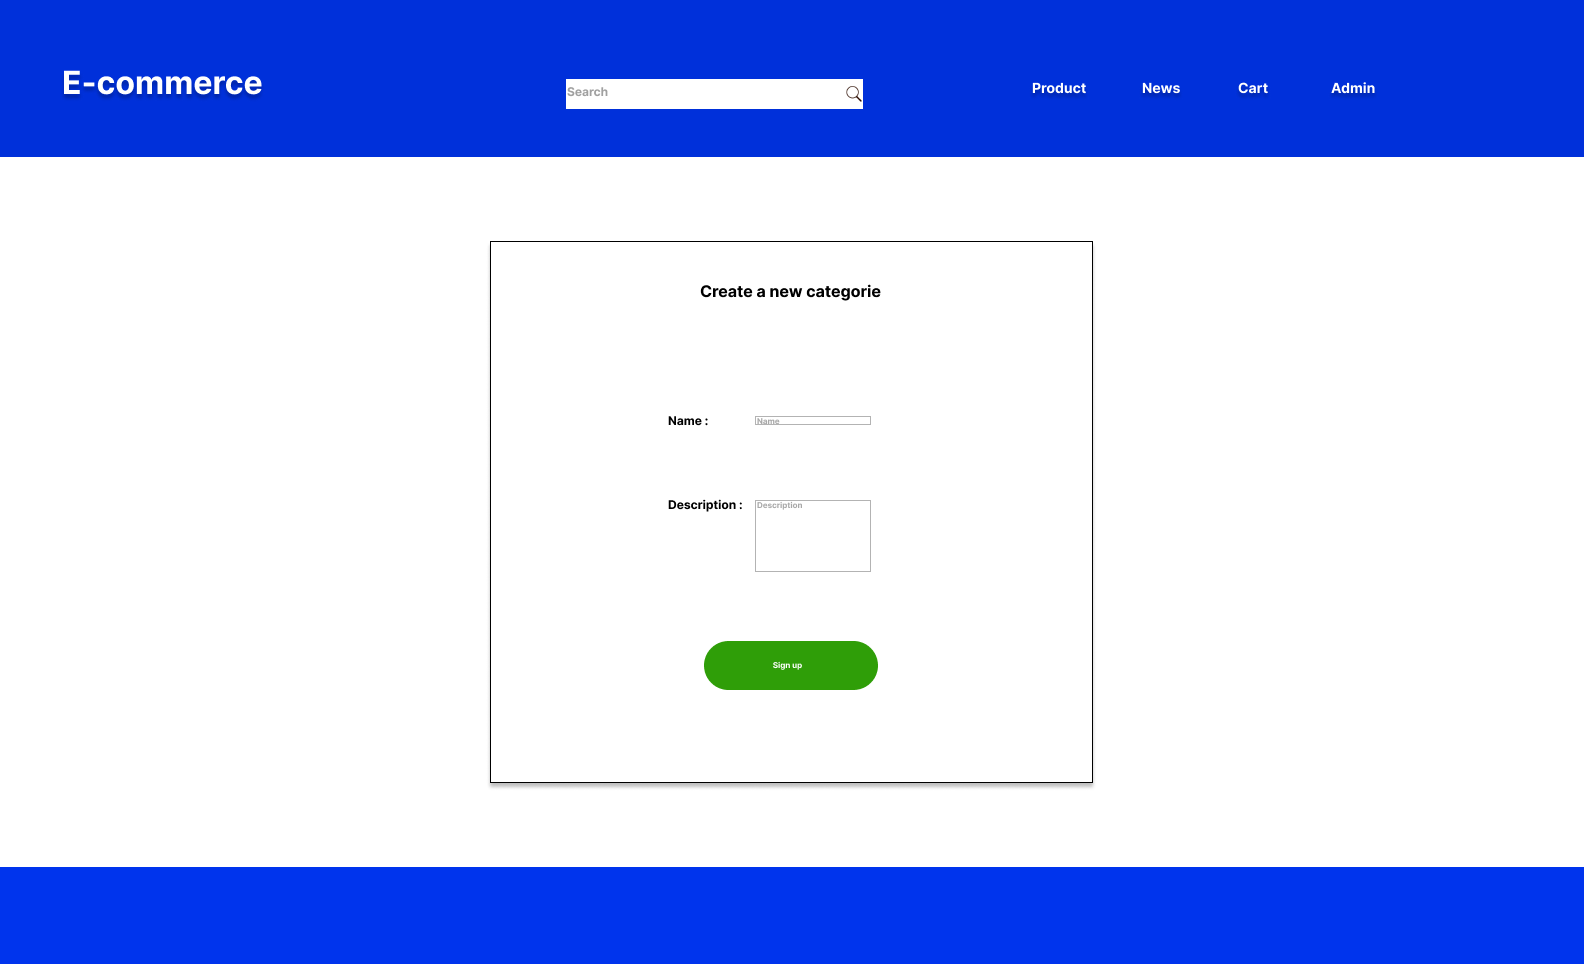 E-commerce
Search
Product News Cart Admin
Create a new categorie
Name : Name
Description : Description
Sign up